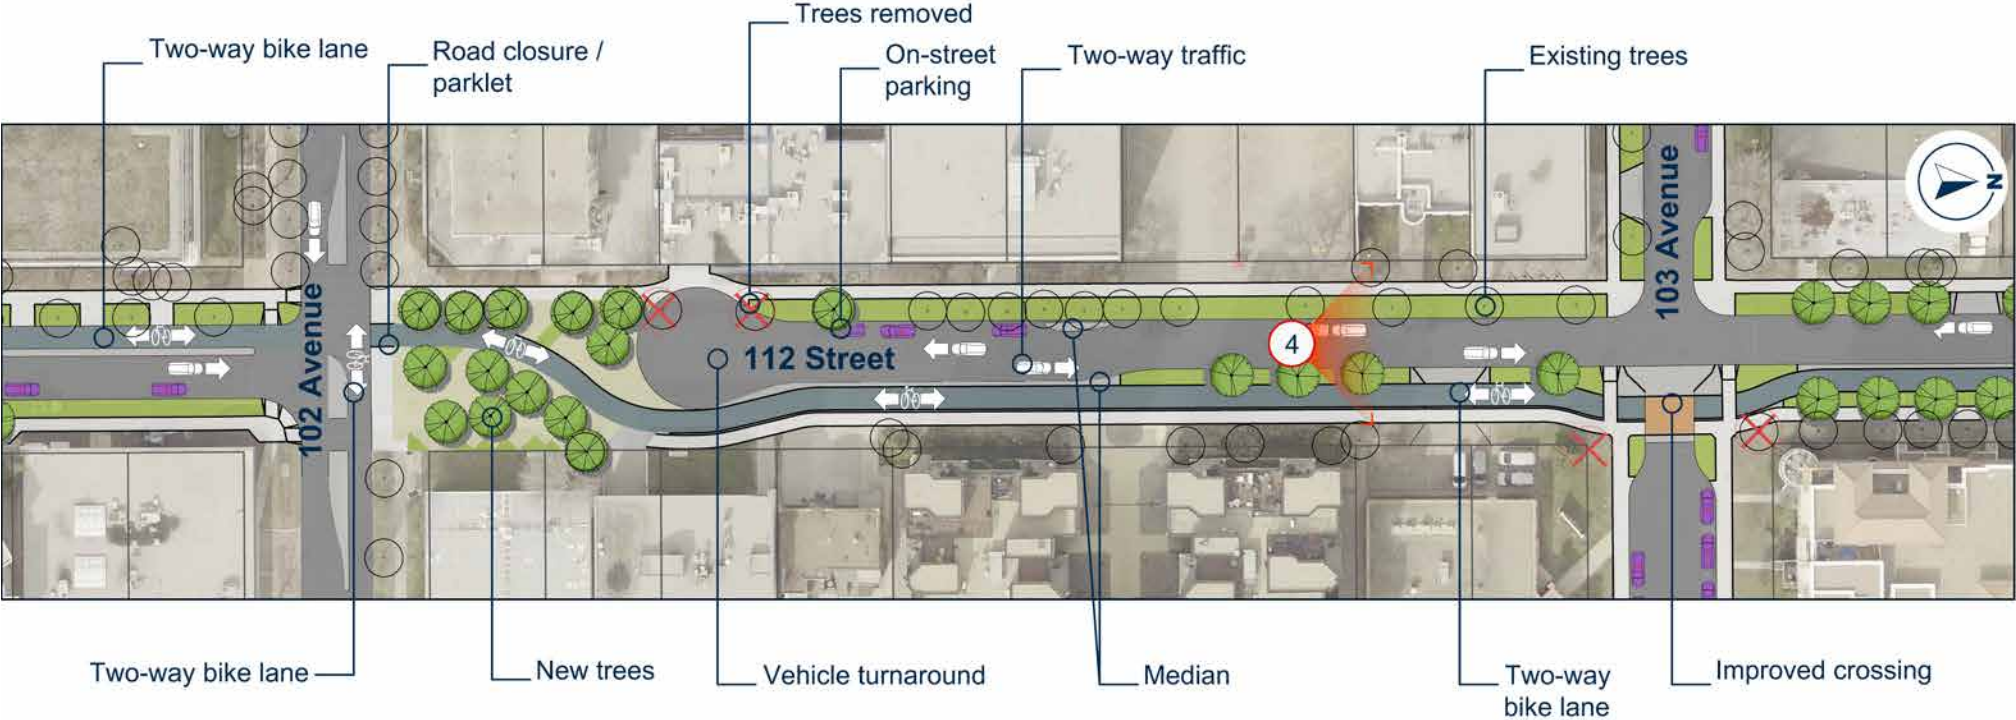 Trees removed
Two-way bike lane
Road closure /
parklet
On-street
parking
Two-way traffic
Existing trees
N
103 Avenue
102 Avenue
4
112 Street
Two-way bike lane
New trees
Vehicle turnaround
Median
Two-way
bike lane
Improved crossing